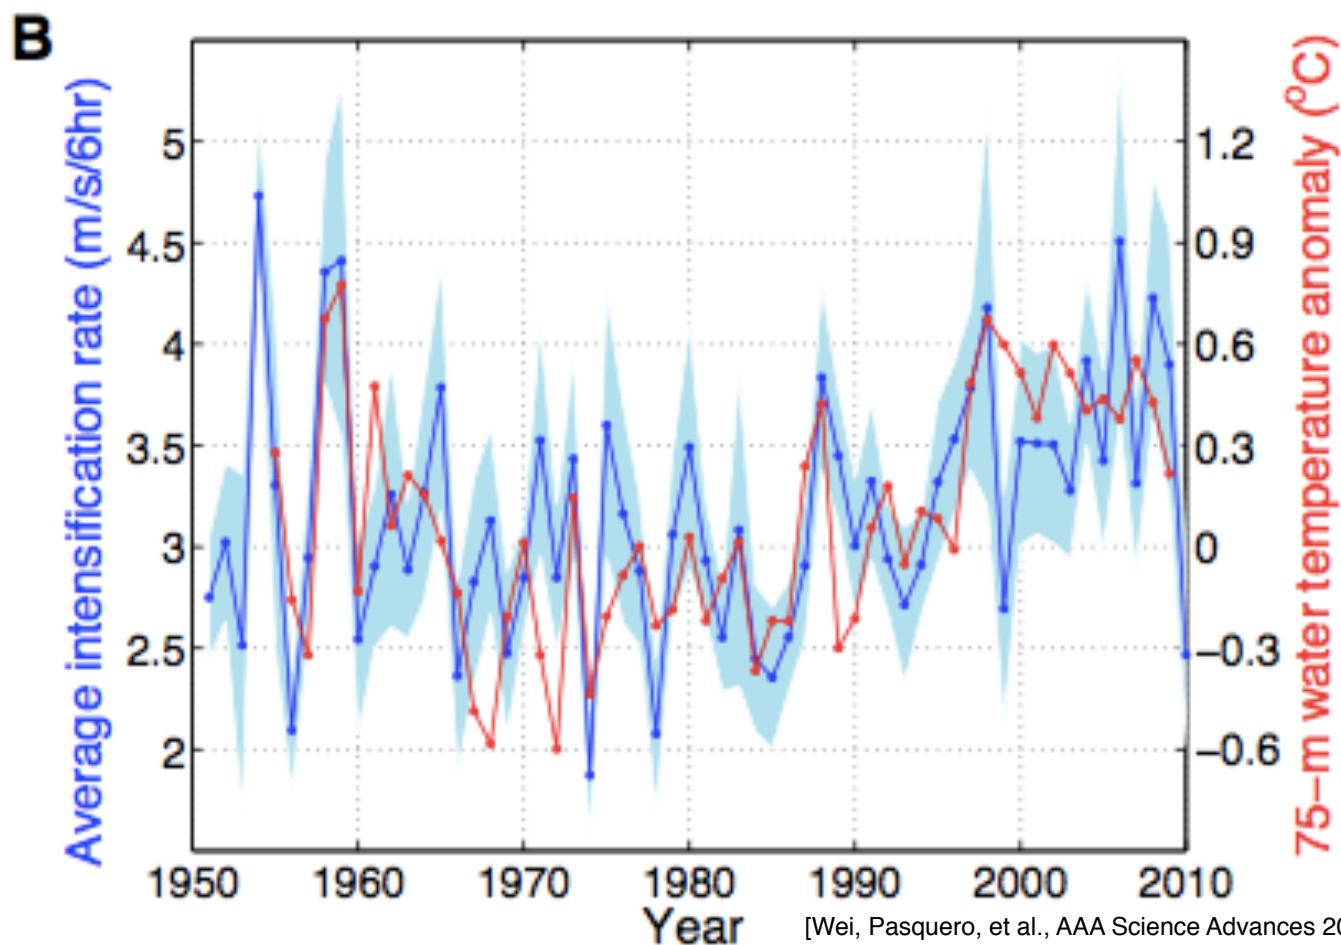 B
Average intensification rate (m/s/6hr)
5
4.5
4
3.5
3
2.5
2
1.2
0.9
0.6
0.3
0
−0.3
−0.6
75−m water temperature anomaly (°C)
1950 1960 1970 1980 1990 2000 2010
Year
[Wei, Pasquero, et al., AAA Science Advances